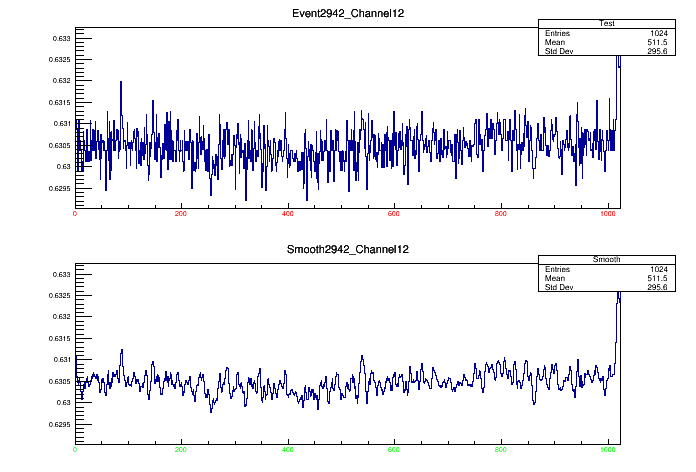 Event2942_Channel12
Test
Entries 1024
Mean 511.5
Std Dev 295.6
0.633
0.6325
0.632
0.6315
0.631
0.6305
0.63
0.6295
0 200 400 600 800 1000
Smooth2942_Channel12
Smooth
Entries 1024
Mean 511.5
Std Dev 295.6
0.633
0.6325
0.632
0.6315
0.631
0.6305
0.63
0.6295
0 200 400 600 800 1000